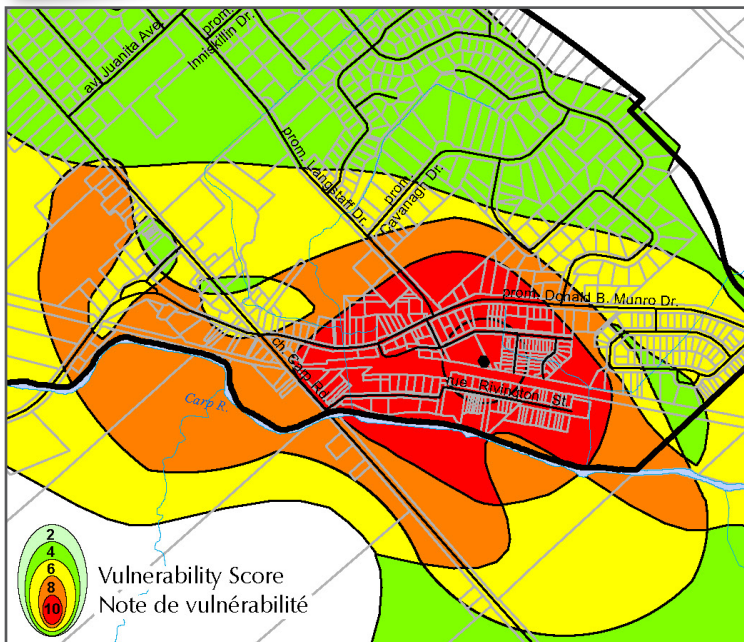 av. Juanita Ave.
prom.
Inniskillin Dr.
prom. Langstaff Dr.
prom.
Cavanagh Dr.
prom. Donald B. Munro Dr.
ch. Carp Rd.
rue Rivington St.
Carp R.
2
4
6
8
10
Vulnerability Score
Note de vulnérabilité